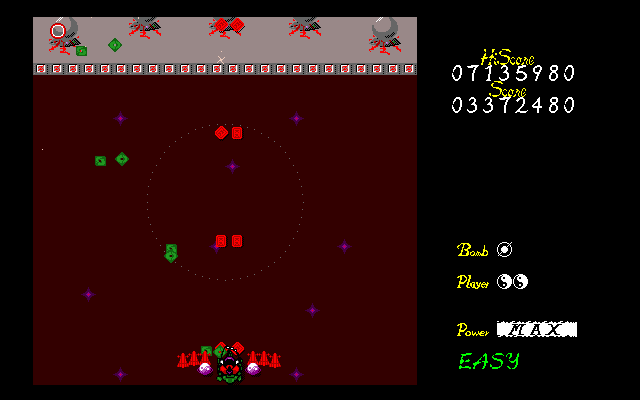 HiScore
07135980
Score
03372480
Bomb
Player
Power MAX
EASY